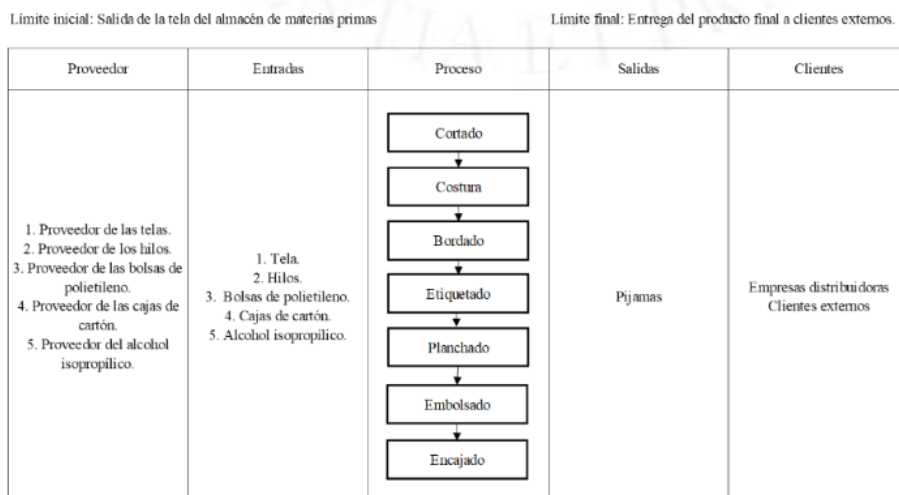 Límite inicial: Salida de la tela del almacén de materias primas
Límite final: Entrega del producto final a clientes externos.
Proveedor
Entradas
Proceso
Salidas
Clientes
1. Proveedor de las telas.
2. Proveedor de los hilos.
3. Proveedor de las bolsas de
polietileno.
4. Proveedor de las cajas de
cartón.
5. Proveedor del alcohol
isopropílico.
1. Tela.
2. Hilos.
3. Bolsas de polietileno.
4. Cajas de cartón.
5. Alcohol isopropílico.
Cortado
Costura
Bordado
Etiquetado
Planchado
Embolsado
Encajado
Pijamas
Empresas distribuidoras
Clientes externos